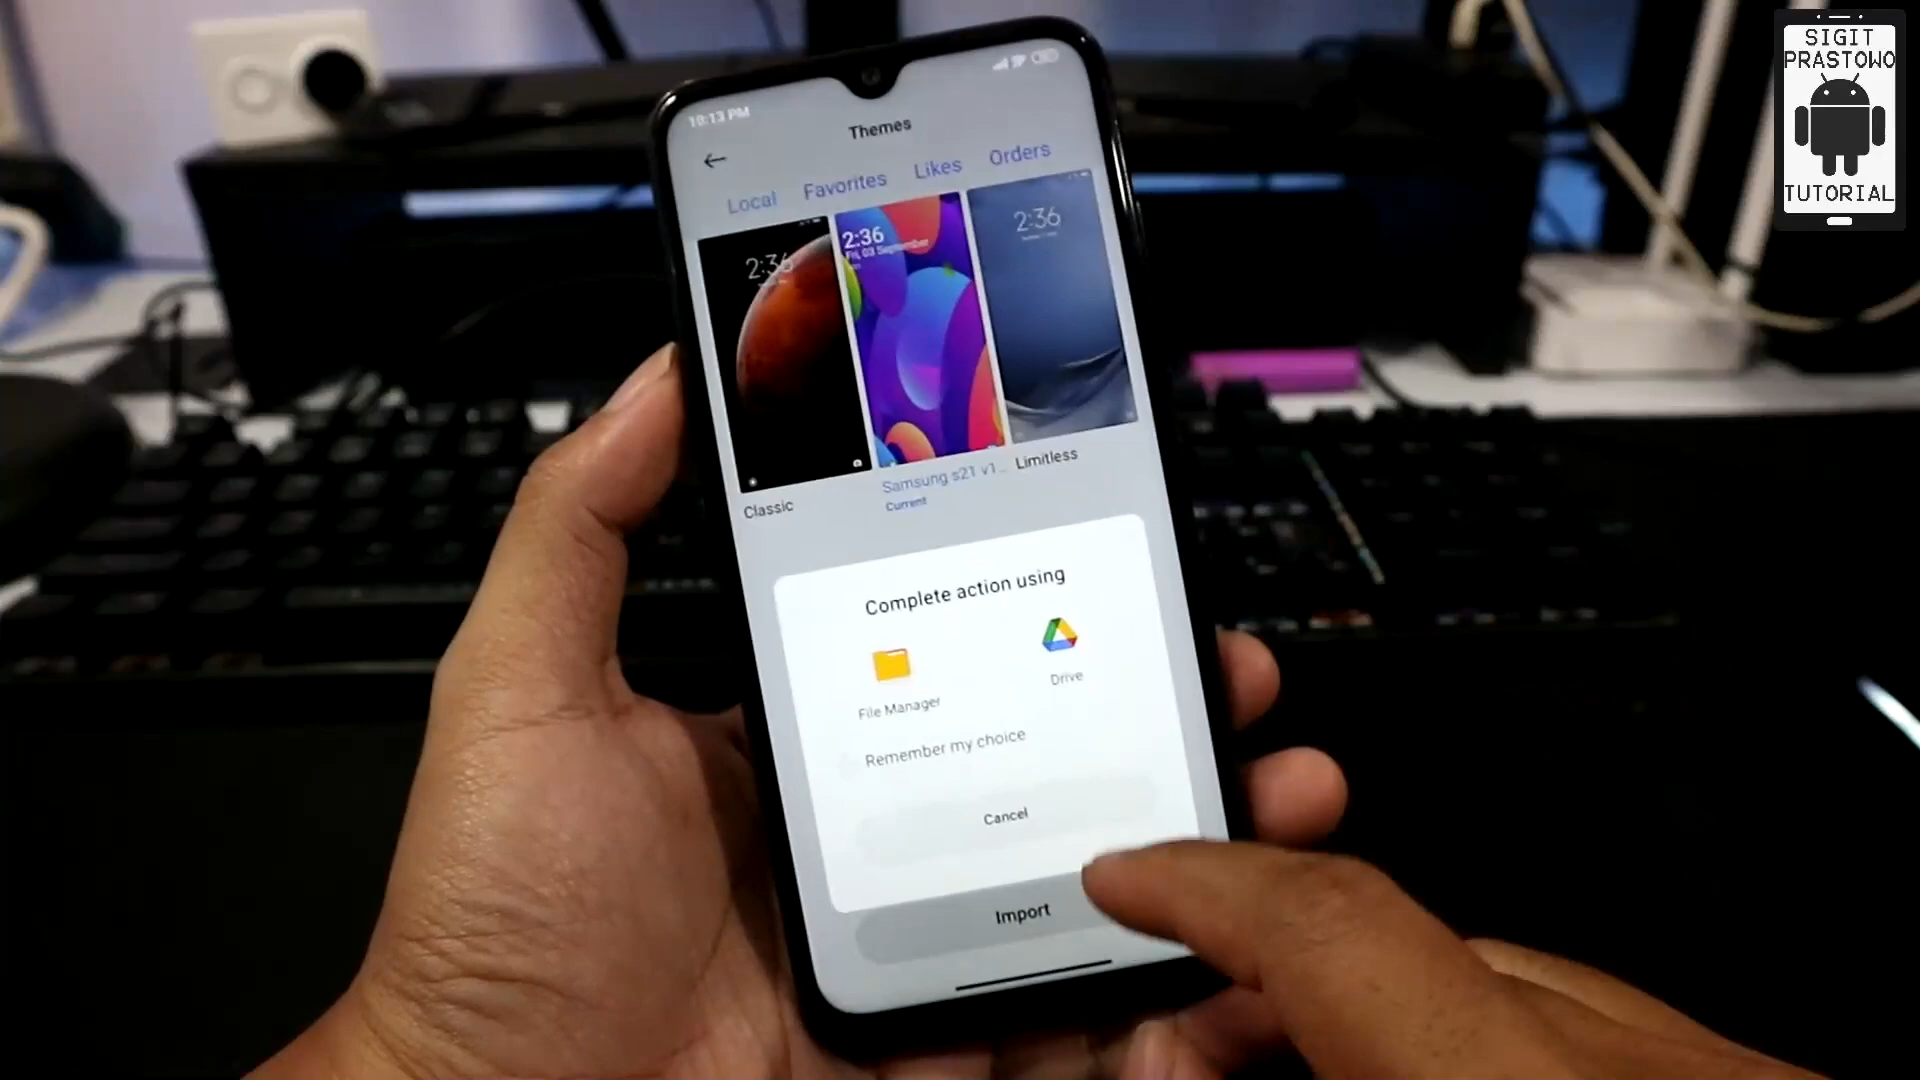 SIGIT
PRASTOWO
TUTORIAL
10:13 PM
Themes
Local Favorites Likes Orders
2:36
2:36
Fri, 03 September
2:36
Classic
Samsung s21 v1...
Current
Limitless
Complete action using
File Manager
Drive
Remember my choice
Cancel
Import